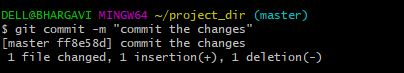 DELL@BHARGAVI MINGW64 ~/project_dir (master)
$ git commit -m "commit the changes"
[master ff8e58d] commit the changes
 1 file changed, 1 insertion(+), 1 deletion(-)